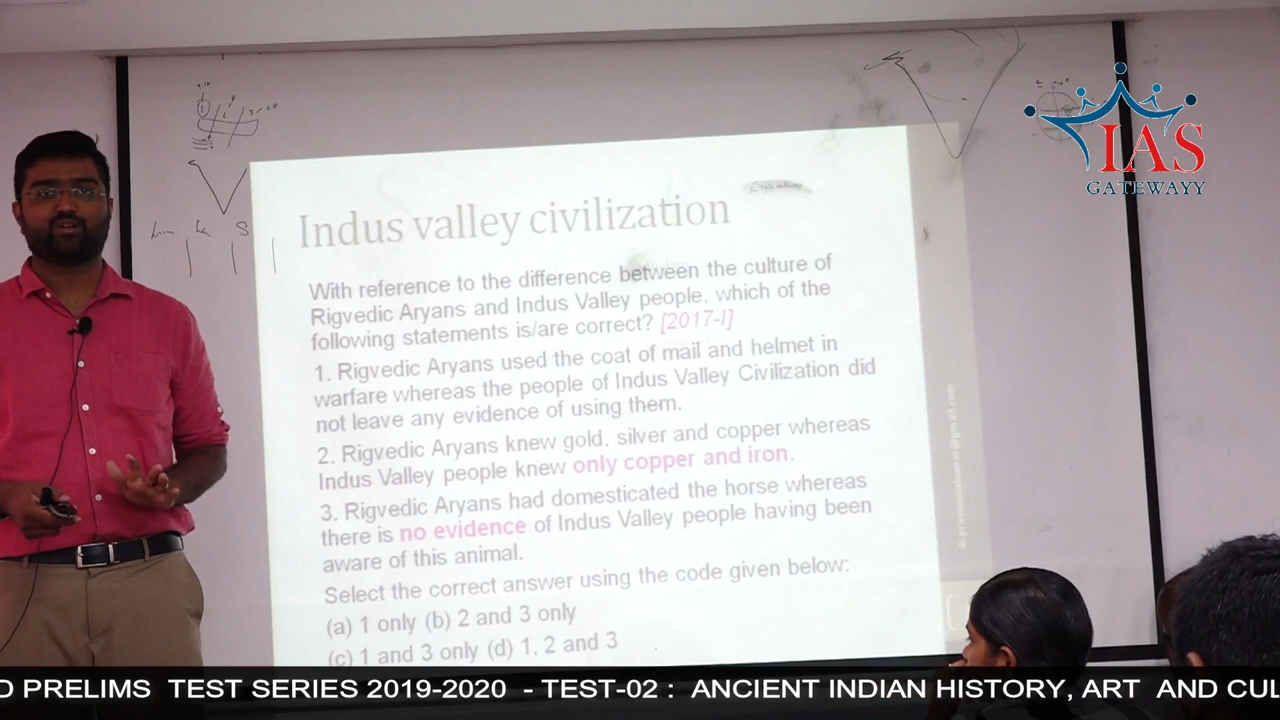 IAS
GATEWAYY
Indus valley civilization
With reference to the difference between the culture of
Rigvedic Aryans and Indus Valley people, which of the
following statements is/are correct? [2017-I]
1. Rigvedic Aryans used the coat of mail and helmet in
warfare whereas the people of Indus Valley Civilization did
not leave any evidence of using them.
2. Rigvedic Aryans knew gold, silver and copper whereas
Indus Valley people knew only copper and iron.
3. Rigvedic Aryans had domesticated the horse whereas
there is no evidence of Indus Valley people having been
aware of this animal.
Select the correct answer using the code given below:
(a) 1 only (b) 2 and 3 only
(c) 1 and 3 only (d) 1, 2 and 3
D PRELIMS TEST SERIES 2019-2020 - TEST-02 : ANCIENT INDIAN HISTORY, ART AND CUL